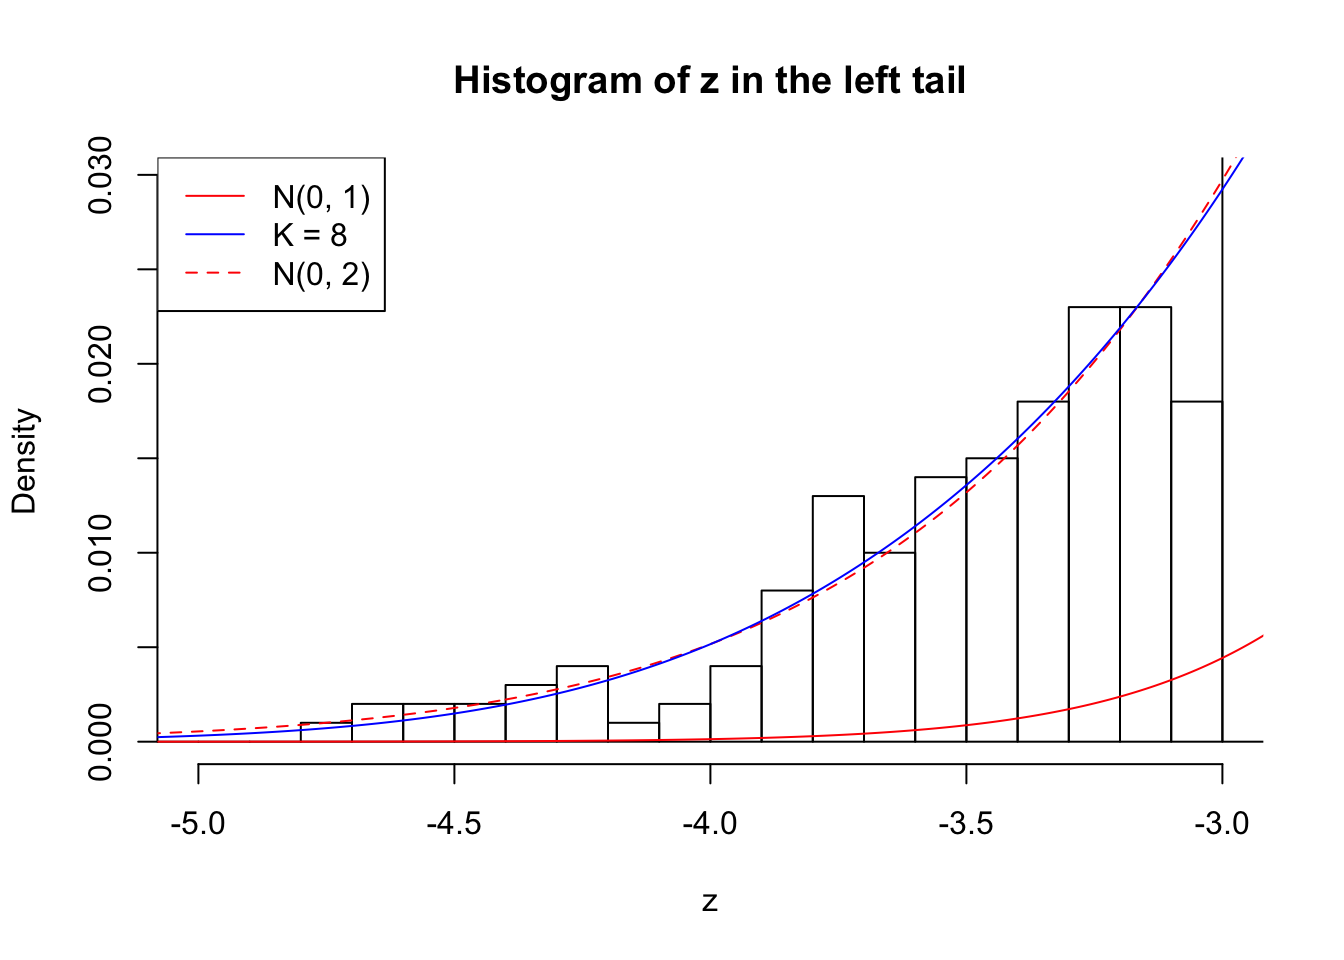 Histogram of z in the left tail
N(0, 1)
K = 8
N(0, 2)
Density
0.030
0.020
0.010
0.000
-5.0 -4.5 -4.0 -3.5 -3.0
z